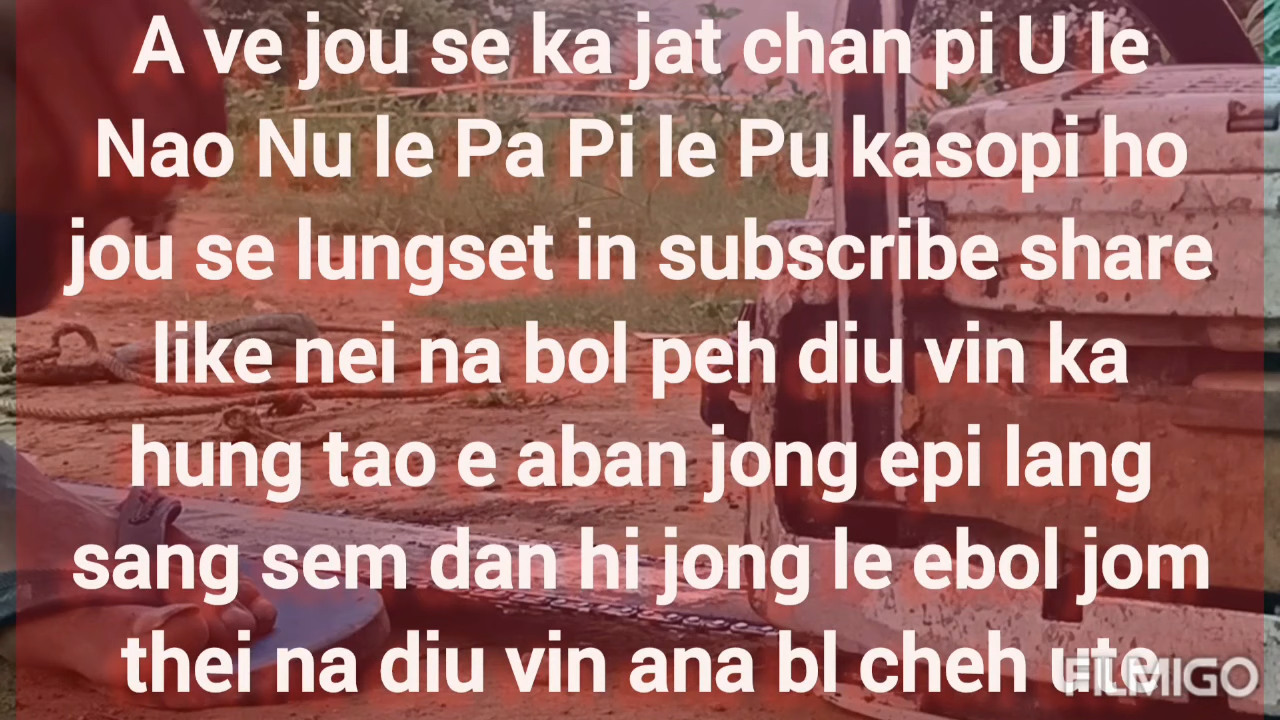 A ve jou se ka jat chan pi U le
Nao Nu le Pa Pi le Pu kasopi ho
jou se lungset in subscribe share
like nei na bol peh diu vin ka
hung tao e aban jong epi lang
sang sem dan hi jong le ebol jom
thei na diu vin ana bl cheh ute
FILMIGO